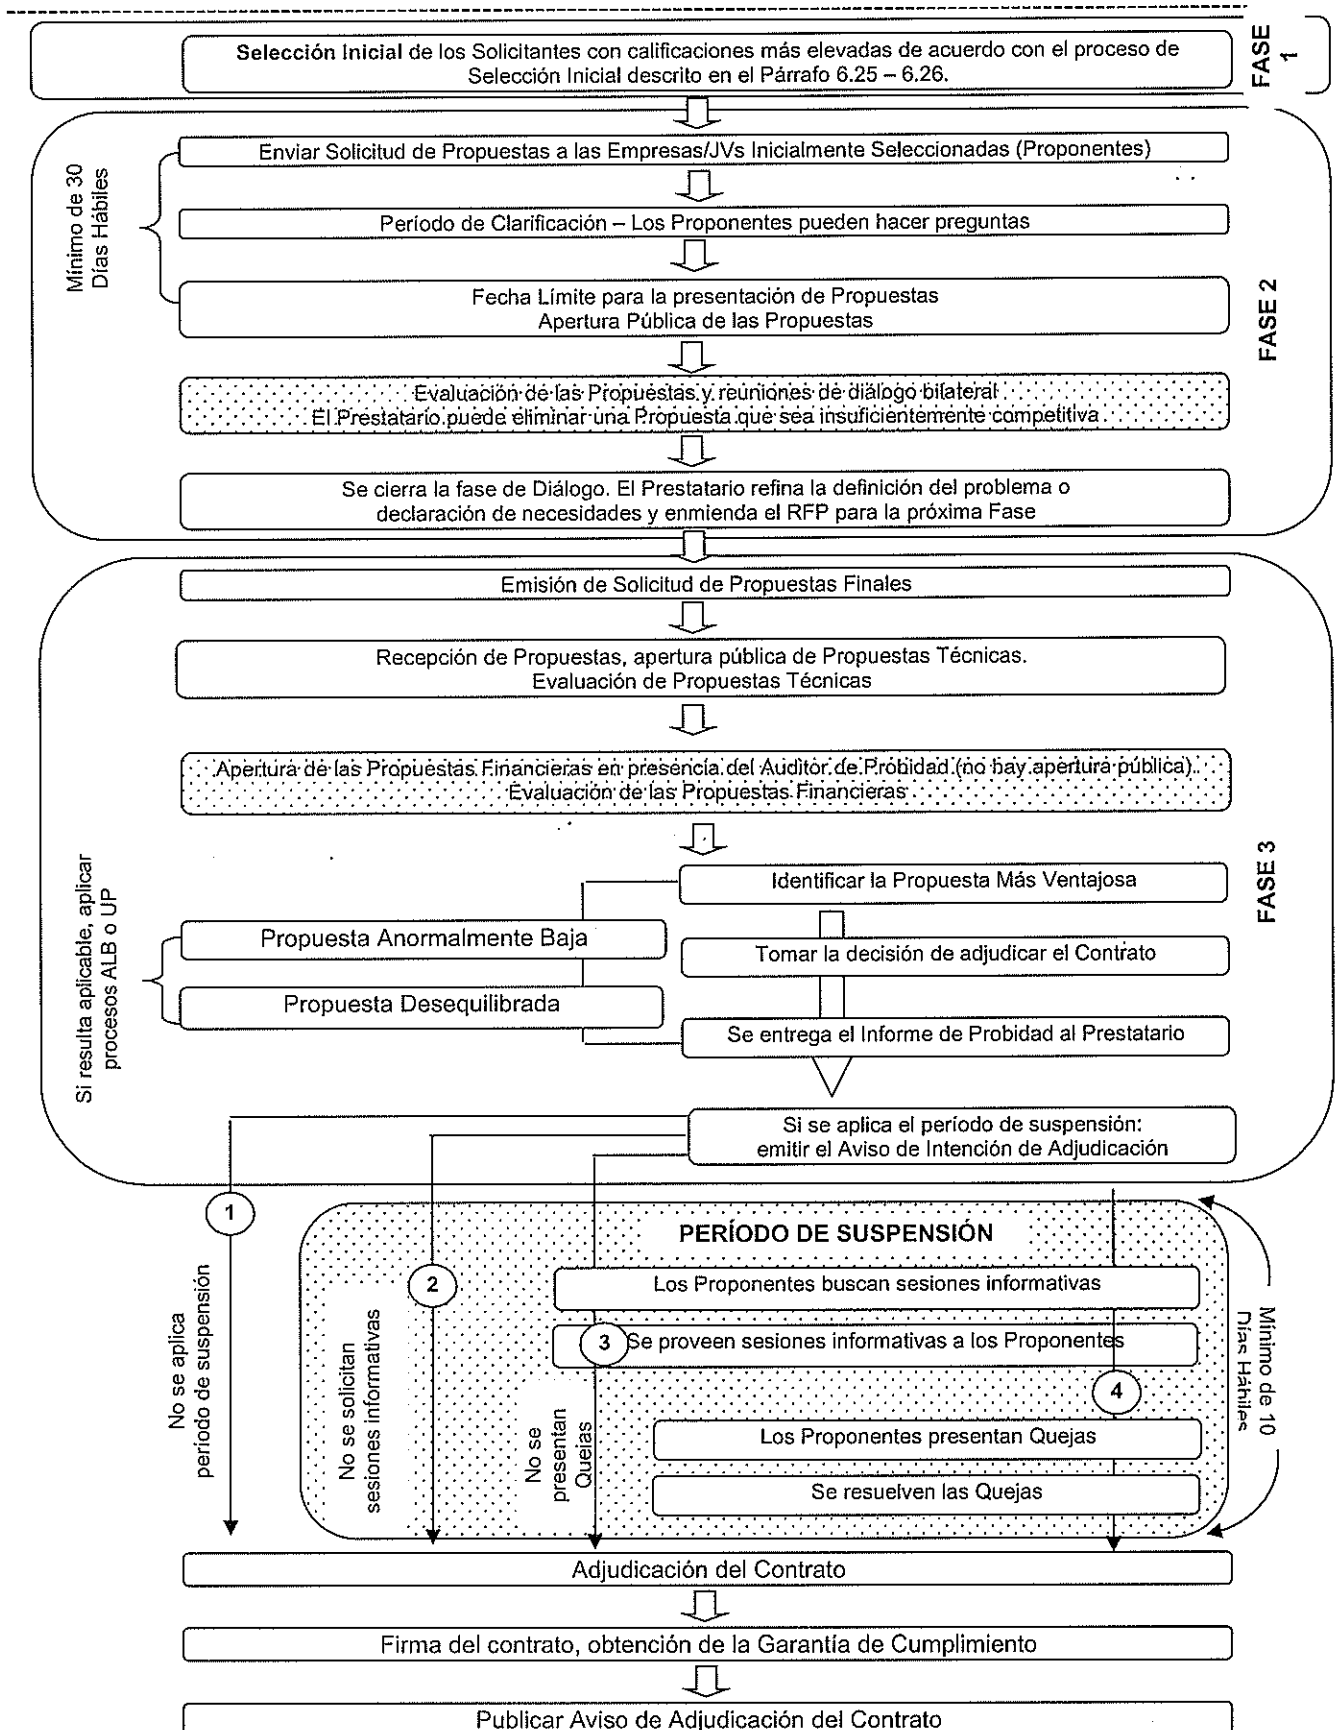 Selección Inicial de los Solicitantes con calificaciones más elevadas de acuerdo con el proceso de
Selección Inicial descrito en el Párrafo 6.25 – 6.26.
FASE
1
Enviar Solicitud de Propuestas a las Empresas/JVs Inicialmente Seleccionadas (Proponentes)
Mínimo de 30
Días Hábiles
Período de Clarificación – Los Proponentes pueden hacer preguntas
Fecha Límite para la presentación de Propuestas
Apertura Pública de las Propuestas
FASE 2
Evaluación de las Propuestas y reuniones de diálogo bilateral
El Prestatario puede eliminar una Propuesta que sea insuficientemente competitiva
Se cierra la fase de Diálogo. El Prestatario refina la definición del problema o
declaración de necesidades y enmienda el RFP para la próxima Fase
Emisión de Solicitud de Propuestas Finales
Recepción de Propuestas, apertura pública de Propuestas Técnicas.
Evaluación de Propuestas Técnicas
Apertura de las Propuestas Financieras en presencia del Auditor de Probidad (no hay apertura pública).
Evaluación de las Propuestas Financieras
FASE 3
Identificar la Propuesta Más Ventajosa
Si resulta aplicable, aplicar
procesos ALB o UP
Propuesta Anormalmente Baja
Tomar la decisión de adjudicar el Contrato
Propuesta Desequilibrada
Se entrega el Informe de Probidad al Prestatario
Si se aplica el período de suspensión:
emitir el Aviso de Intención de Adjudicación
1
PERÍODO DE SUSPENSIÓN
2
Los Proponentes buscan sesiones informativas
3
Se proveen sesiones informativas a los Proponentes
4
No se aplica
período de suspensión
No se solicitan
sesiones informativas
No se
presentan
Quejas
Mínimo de 10
Días Hábiles
Los Proponentes presentan Quejas
Se resuelven las Quejas
Adjudicación del Contrato
Firma del contrato, obtención de la Garantía de Cumplimiento
Publicar Aviso de Adjudicación del Contrato